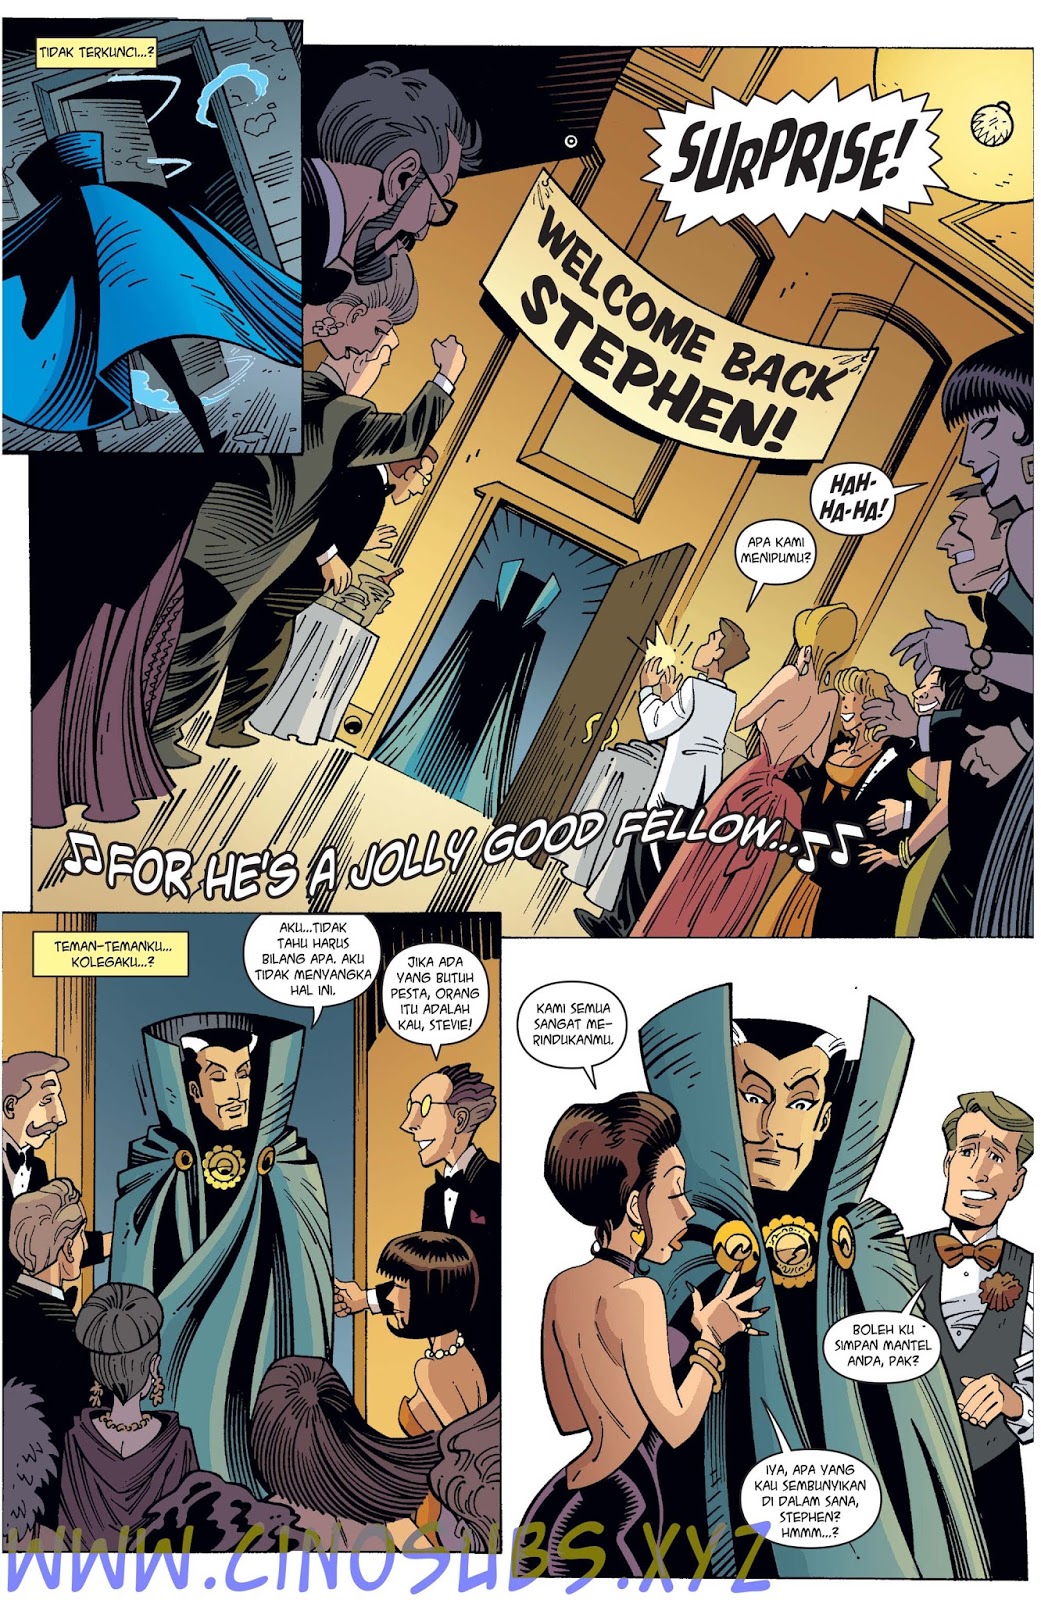 TIDAK TERKUNCI...?
SURPRISE!
WELCOME BACK
STEPHEN!
HAH-
HA-HA!
APA KAMI
MENIPUMU?
♫FOR HE'S A JOLLY GOOD FELLOW...♫♫
TEMAN-TEMANKU...
KOLEGAKU...?
AKU...TIDAK
TAHU HARUS
BILANG APA. AKU
TIDAK MENYANGKA
HAL INI.
JIKA ADA
YANG BUTUH
PESTA, ORANG
ITU ADALAH
KAU, STEVIE!
KAMI SEMUA
SANGAT ME-
RINDUKANMU.
BOLEH KU
SIMPAN MANTEL
ANDA, PAK?
IYA, APA YANG
KAU SEMBUNYIKAN
DI DALAM SANA,
STEPHEN?
HMMM...?
WWW.CINOSUBS.XYZ